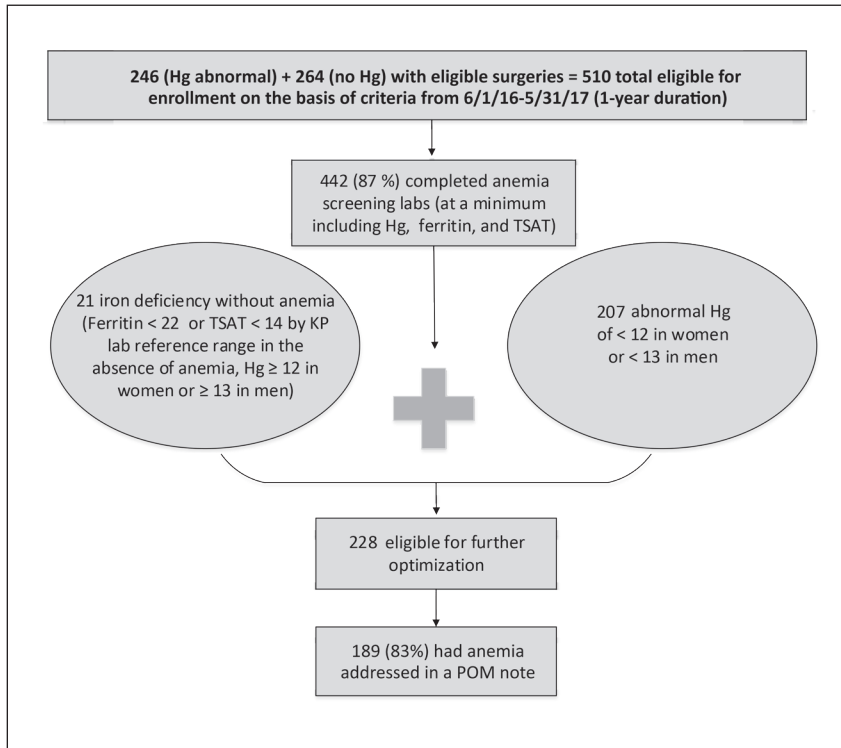 246 (Hg abnormal) + 264 (no Hg) with eligible surgeries = 510 total eligible for
enrollment on the basis of criteria from 6/1/16-5/31/17 (1-year duration)
442 (87 %) completed anemia
screening labs (at a minimum
including Hg, ferritin, and TSAT)
21 iron deficiency without anemia
(Ferritin < 22 or TSAT < 14 by KP
lab reference range in the
absence of anemia, Hg ≥ 12 in
women or ≥ 13 in men)
207 abnormal Hg
of < 12 in women
or < 13 in men
228 eligible for further
optimization
189 (83%) had anemia
addressed in a POM note